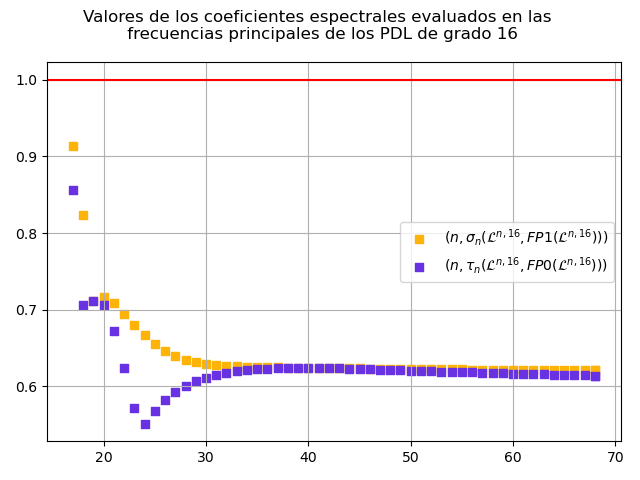 Valores de los coeficientes espectrales evaluados en las
frecuencias principales de los PDL de grado 16
1.0
0.9
0.8
0.7
0.6
(n, σₙ(ℒⁿ,¹⁶, FP1(ℒⁿ,¹⁶)))
(n, τₙ(ℒⁿ,¹⁶, FP0(ℒⁿ,¹⁶)))
20 30 40 50 60 70